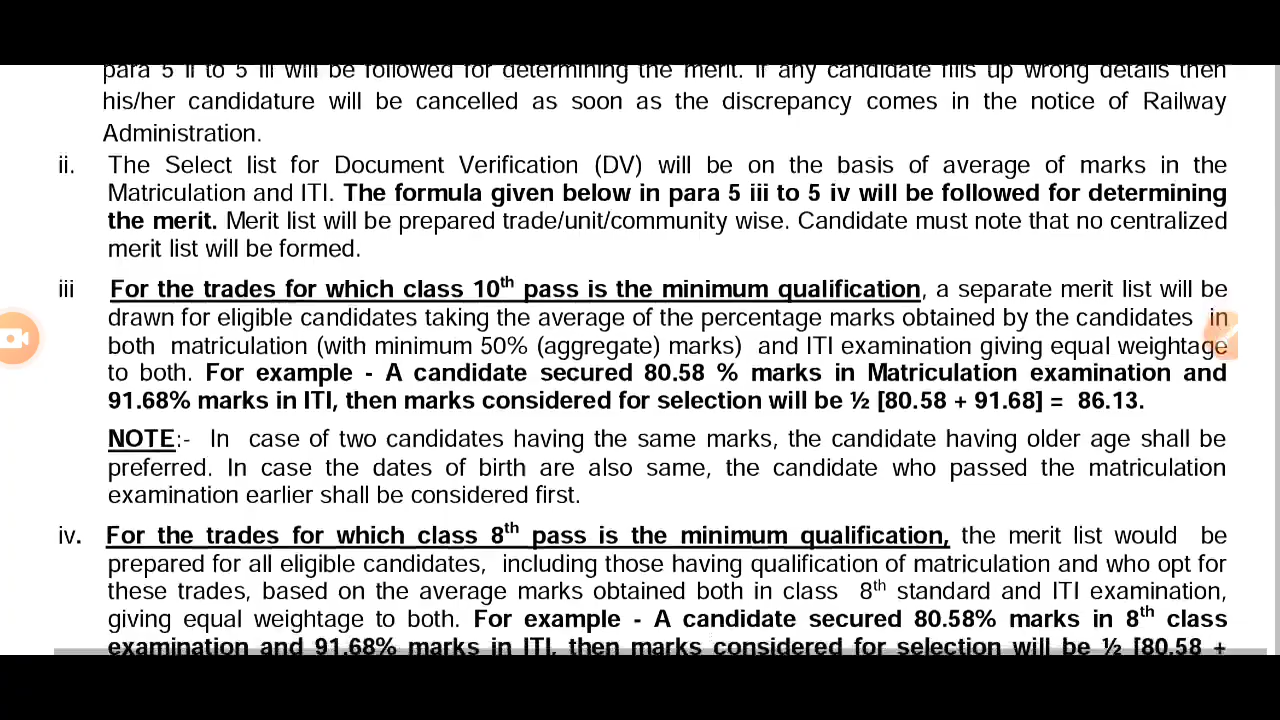 para 5 ii to 5 iii will be followed for determining the merit. If any candidate fills up wrong details then
his/her candidature will be cancelled as soon as the discrepancy comes in the notice of Railway
Administration.
ii. The Select list for Document Verification (DV) will be on the basis of average of marks in the
Matriculation and ITI. The formula given below in para 5 iii to 5 iv will be followed for determining
the merit. Merit list will be prepared trade/unit/community wise. Candidate must note that no centralized
merit list will be formed.
iii For the trades for which class 10th pass is the minimum qualification, a separate merit list will be
drawn for eligible candidates taking the average of the percentage marks obtained by the candidates in
both matriculation (with minimum 50% (aggregate) marks) and ITI examination giving equal weightage
to both. For example - A candidate secured 80.58 % marks in Matriculation examination and
91.68% marks in ITI, then marks considered for selection will be ½ [80.58 + 91.68] = 86.13.
NOTE:- In case of two candidates having the same marks, the candidate having older age shall be
preferred. In case the dates of birth are also same, the candidate who passed the matriculation
examination earlier shall be considered first.
iv. For the trades for which class 8th pass is the minimum qualification, the merit list would be
prepared for all eligible candidates, including those having qualification of matriculation and who opt for
these trades, based on the average marks obtained both in class 8th standard and ITI examination,
giving equal weightage to both. For example - A candidate secured 80.58% marks in 8th class
examination and 91.68% marks in ITI, then marks considered for selection will be ½ [80.58 +